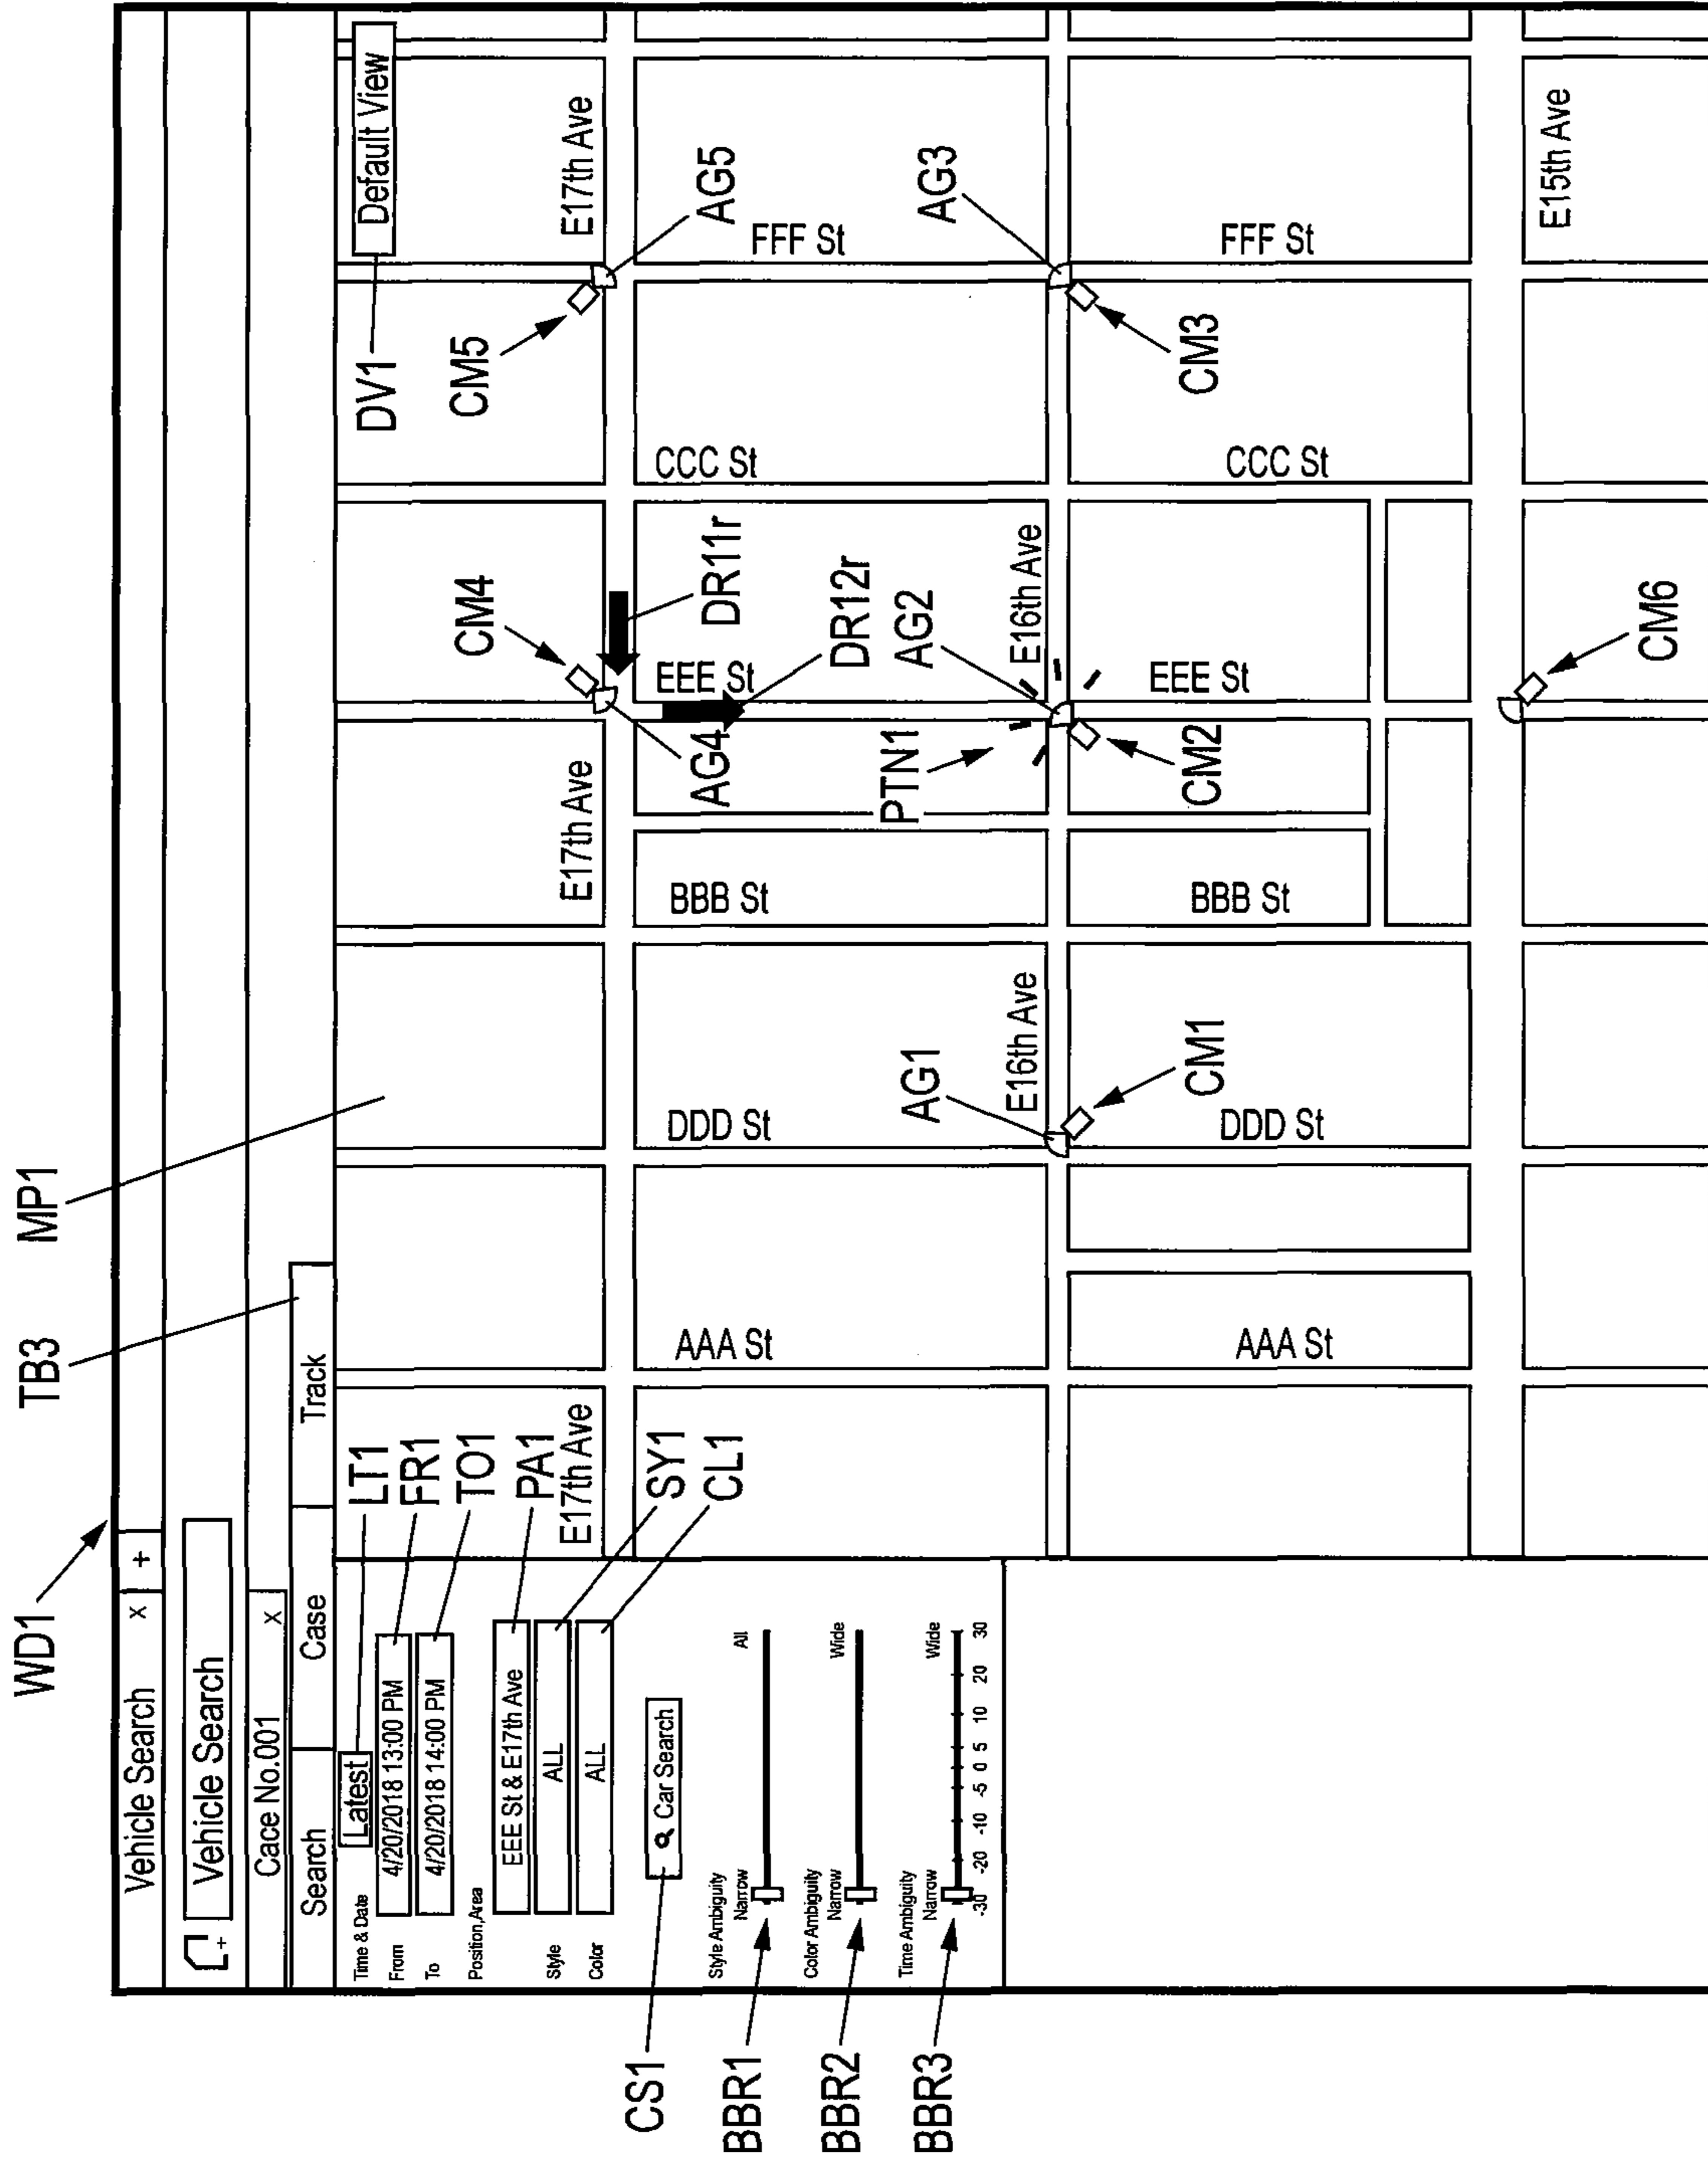 WD1
TB3
MP1
Vehicle Search x +
Vehicle Search
Cace No.001 x
Search Case Track
Time & Date Latest LT1
From 4/20/2018 13:00 PM FR1
To 4/20/2018 14:00 PM TO1
Position,Area
EEE St & E17th Ave PA1
Style ALL SY1
Color ALL CL1
CS1 Car Search
Style Ambiguity
Narrow All
BBR1
Color Ambiguity
Narrow Wide
BBR2
Time Ambiguity
Narrow Wide
BBR3
-30 -20 -10 -5 0 5 10 20 30
DV1 Default View
CM4 CM5
E17th Ave E17th Ave E17th Ave
AG4 DR11r AG5
AAA St DDD St BBB St EEE St CCC St FFF St
DR12r
AG1 PTN1 AG2 AG3
E16th Ave E16th Ave
CM1 CM2 CM3
AAA St DDD St BBB St EEE St CCC St FFF St
E15th Ave
CM6